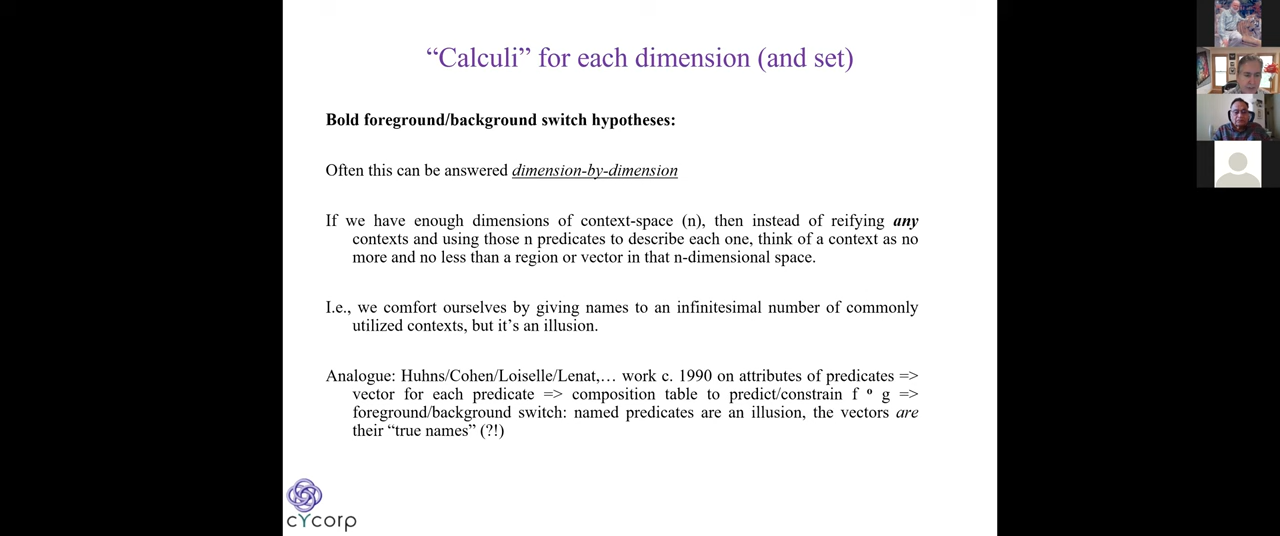 “Calculi” for each dimension (and set)
Bold foreground/background switch hypotheses:
Often this can be answered dimension-by-dimension
If we have enough dimensions of context-space (n), then instead of reifying any
contexts and using those n predicates to describe each one, think of a context as no
more and no less than a region or vector in that n-dimensional space.
I.e., we comfort ourselves by giving names to an infinitesimal number of commonly
utilized contexts, but it’s an illusion.
Analogue: Huhns/Cohen/Loiselle/Lenat,… work c. 1990 on attributes of predicates =>
vector for each predicate => composition table to predict/constrain f º g =>
foreground/background switch: named predicates are an illusion, the vectors are
their “true names” (?!)
cYcorp